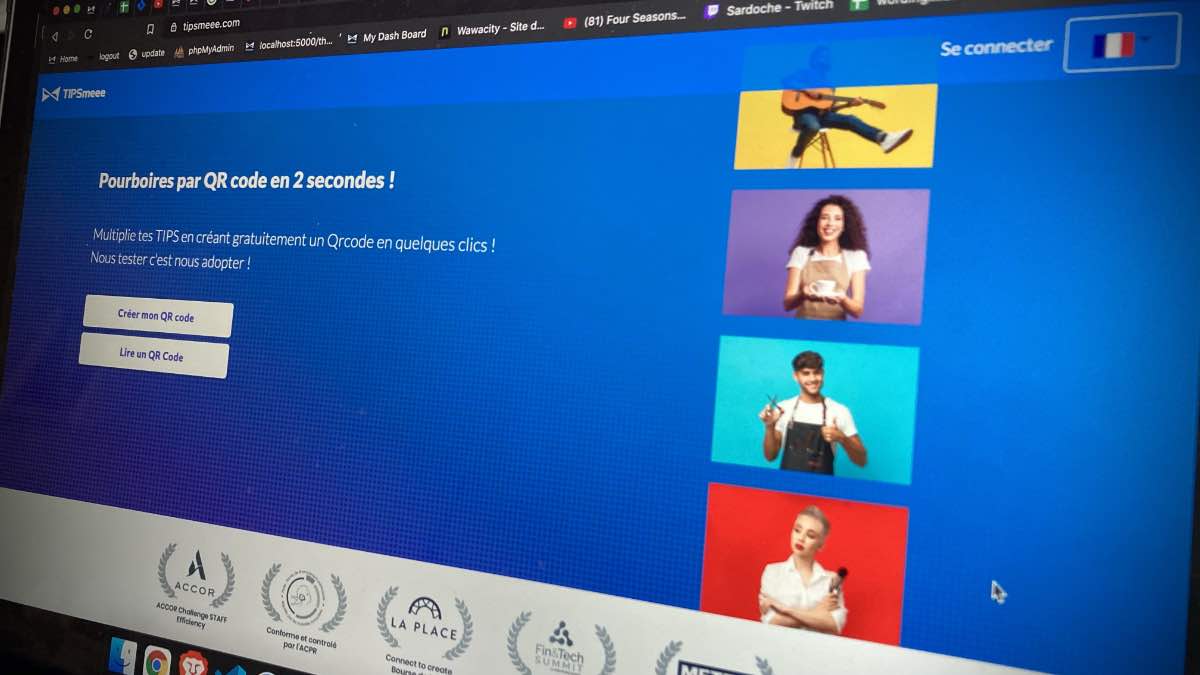 tipsmeee.com
Home
logout
update
phpMyAdmin
localhost:5000/th...
My Dash Board
Wawacity - Site d...
(81) Four Seasons...
Sardoche - Twitch
TIPSmeee
Se connecter
Pourboires par QR code en 2 secondes !
Multiplie tes TIPS en créant gratuitement un Qrcode en quelques clics !
Nous tester c'est nous adopter !
Créer mon QR code
Lire un QR Code
ACCOR
ACCOR Challenge STAFF
Efficiency
Conforme et contrôlé
par l'ACPR
LA PLACE
Connect to create
Fin&Tech
SUMMIT